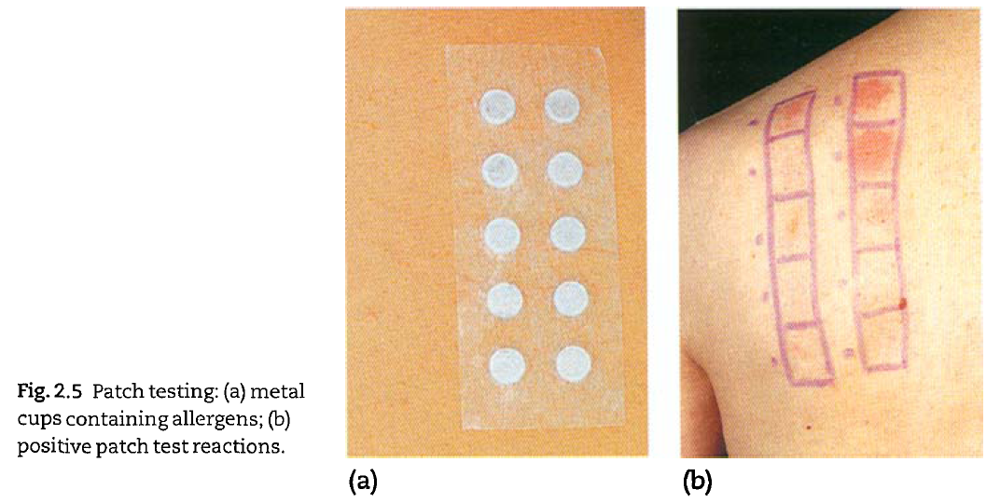 Fig. 2.5 Patch testing: (a) metal
cups containing allergens; (b)
positive patch test reactions.
(a)
(b)